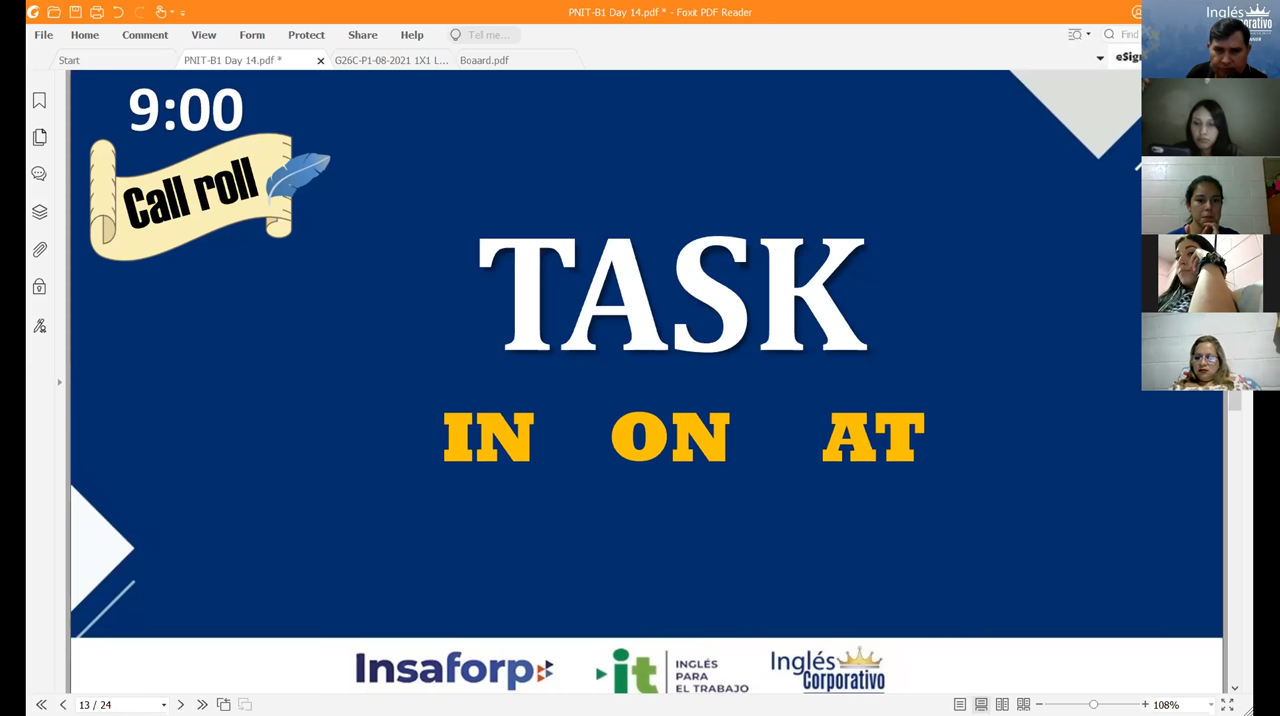 PNIT-B1 Day 14.pdf * - Foxit PDF Reader
File Home Comment View Form Protect Share Help Tell me... Find
Start PNIT-B1 Day 14.pdf * G26C-P1-08-2021 1X1 L... Boaard.pdf
9:00
Call roll
TASK
IN ON AT
Insaforp
it
INGLÉS
PARA
EL TRABAJO
Inglés
Corporativo
13 / 24
108%
Inglés